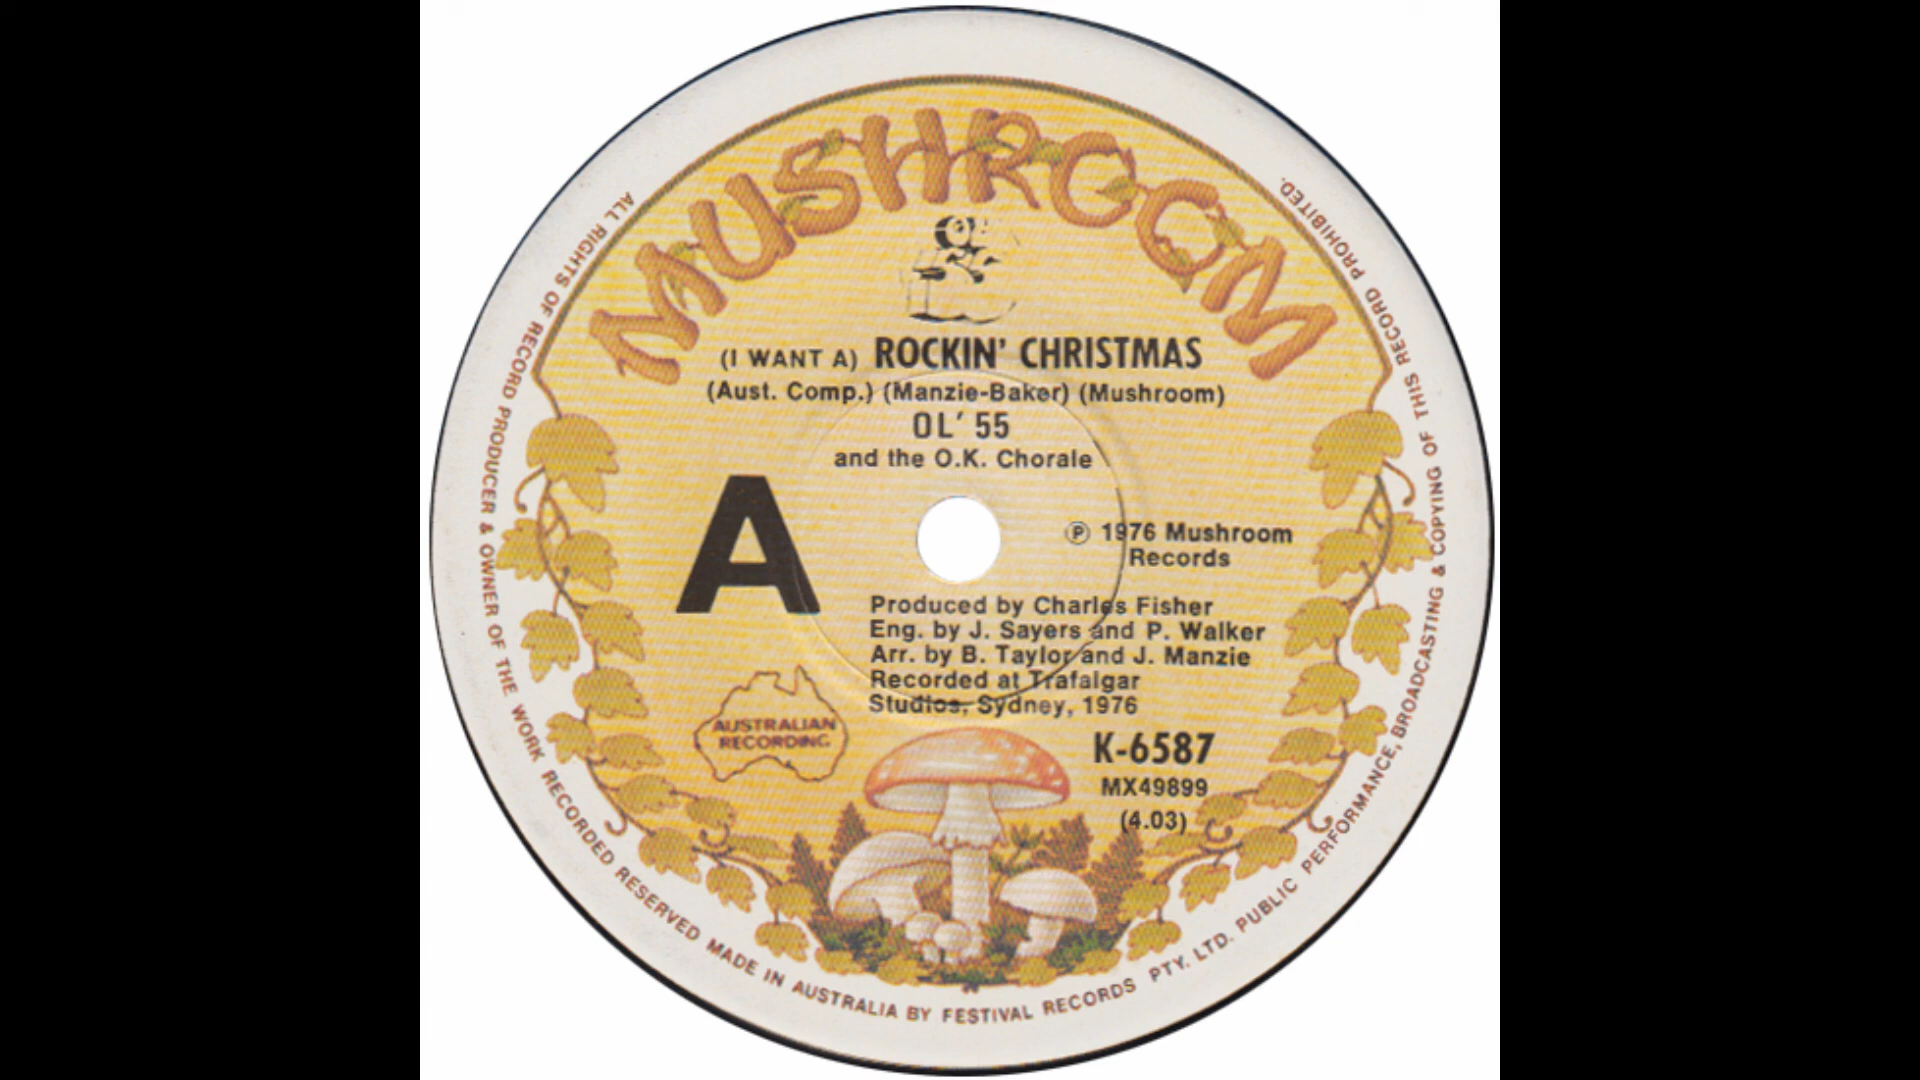 MUSHROOM
(I WANT A) ROCKIN' CHRISTMAS
(Aust. Comp.) (Manzie-Baker) (Mushroom)
OL' 55
and the O.K. Chorale
A
℗ 1976 Mushroom
Records
Produced by Charles Fisher
Eng. by J. Sayers and P. Walker
Arr. by B. Taylor and J. Manzie
Recorded at Trafalgar
Studios, Sydney, 1976
AUSTRALIAN
RECORDING
K-6587
MX49899
(4.03)
ALL RIGHTS OF RECORD PRODUCER & OWNER OF THE WORK RECORDED RESERVED MADE IN AUSTRALIA BY FESTIVAL RECORDS PTY. LTD. PUBLIC PERFORMANCE, BROADCASTING & COPYING OF THIS RECORD PROHIBITED.